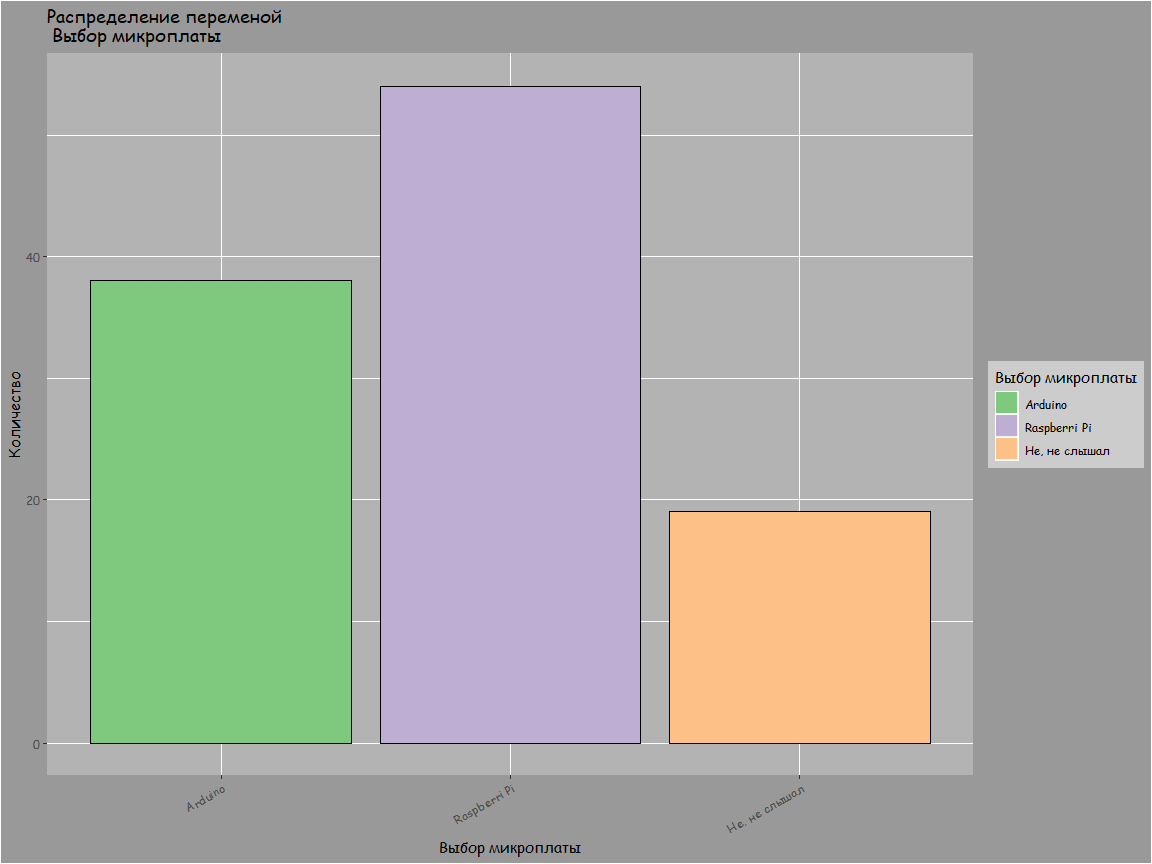 Распределение переменой
Выбор микроплаты
Количество
40
20
0
Arduino
Raspberri Pi
Не, не слышал
Выбор микроплаты
Выбор микроплаты
Arduino
Raspberri Pi
Не, не слышал